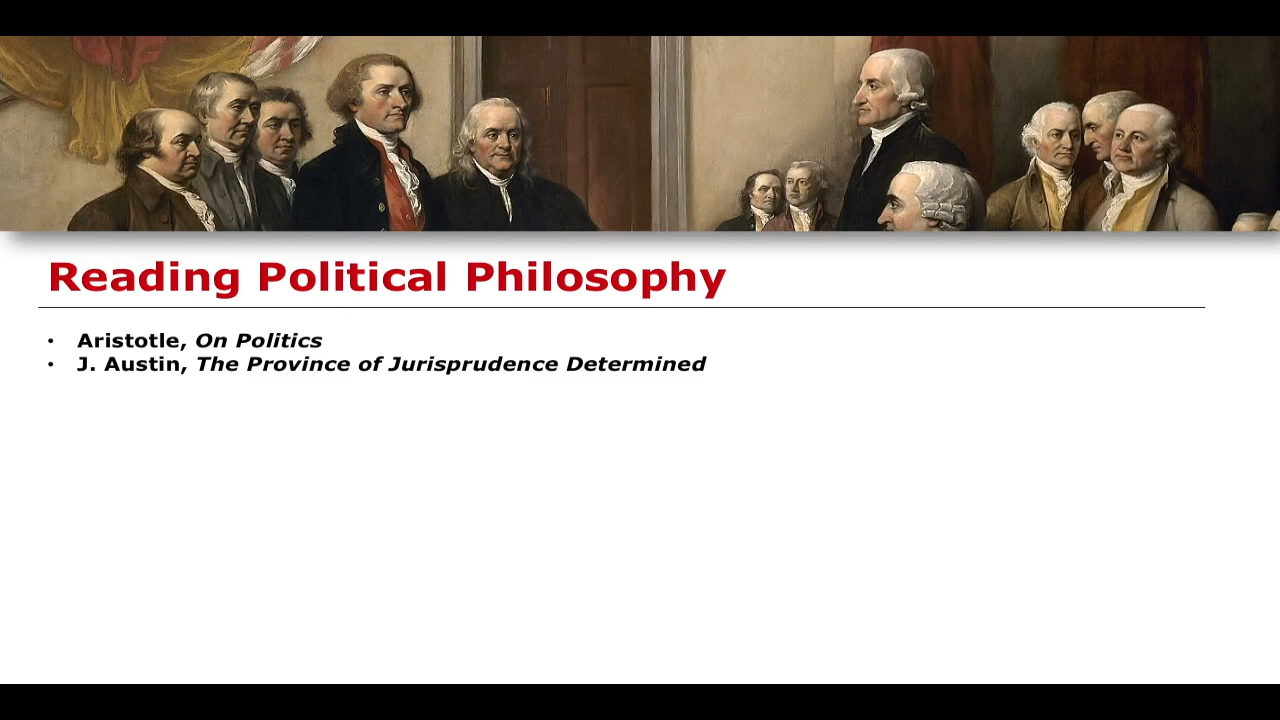 Reading Political Philosophy
• Aristotle, On Politics
• J. Austin, The Province of Jurisprudence Determined